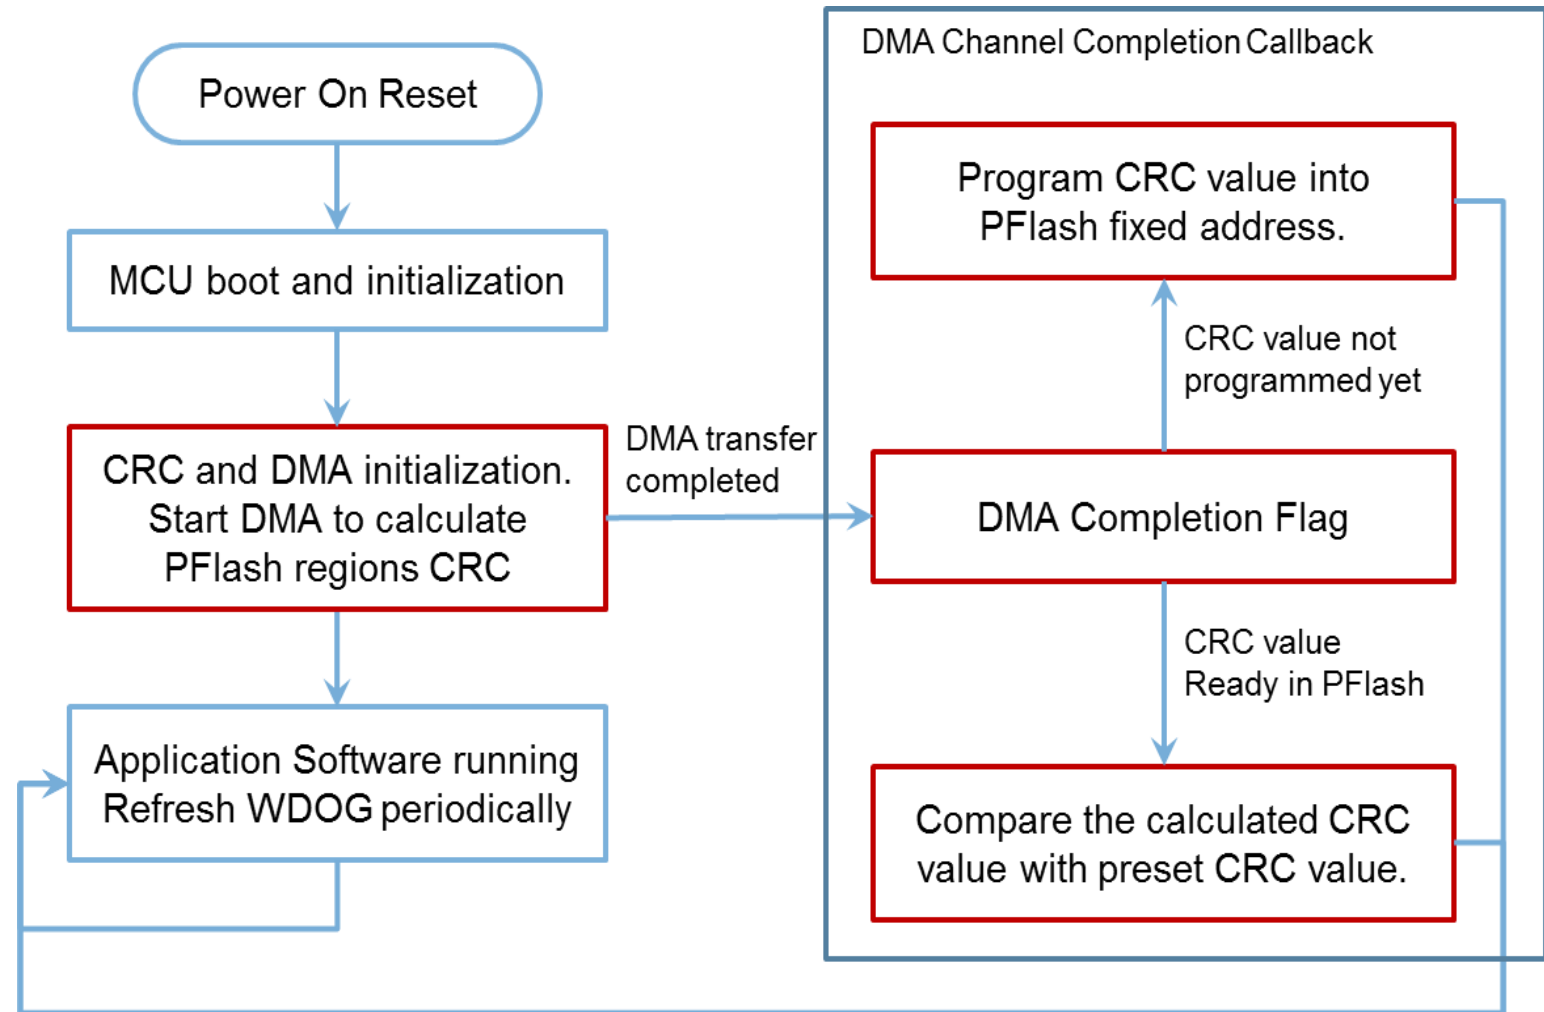 Power On Reset
MCU boot and initialization
CRC and DMA initialization.
Start DMA to calculate
PFlash regions CRC
Application Software running
Refresh WDOG periodically
DMA transfer
completed
DMA Channel Completion Callback
Program CRC value into
PFlash fixed address.
CRC value not
programmed yet
DMA Completion Flag
CRC value
Ready in PFlash
Compare the calculated CRC
value with preset CRC value.